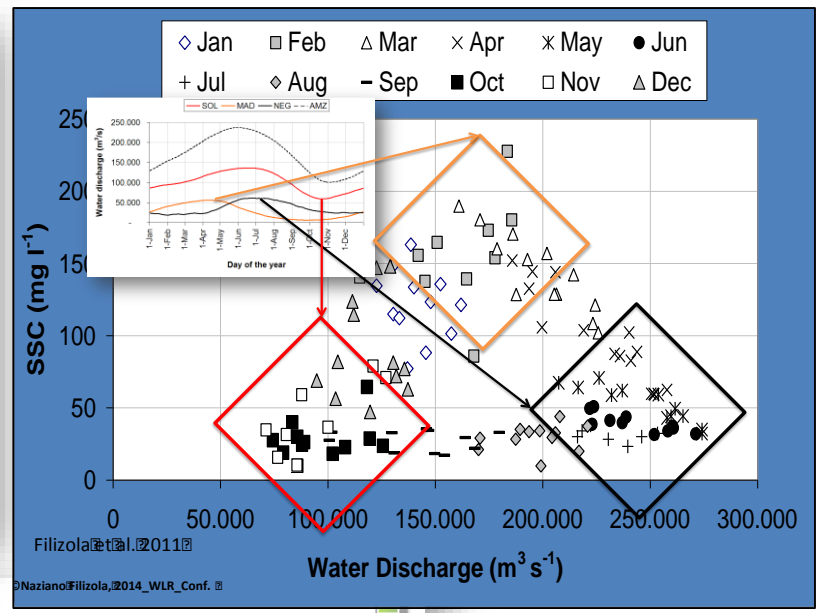 Jan Feb Mar Apr May Jun
Jul Aug Sep Oct Nov Dec
SOL MAD NEG AMZ
Water discharge (m³/s)
250.000
200.000
150.000
100.000
50.000
-
1-Jan 1-Feb 1-Mar 1-Apr 1-May 1-Jun 1-Jul 1-Aug 1-Sep 1-Oct 1-Nov 1-Dec
Day of the year
SSC (mg l⁻¹)
250
200
150
100
50
0
0 50.000 100.000 150.000 200.000 250.000 300.000
Water Discharge (m³ s⁻¹)
Filizola et al. 2011
©Naziano Filizola, 2014_WLR_Conf.